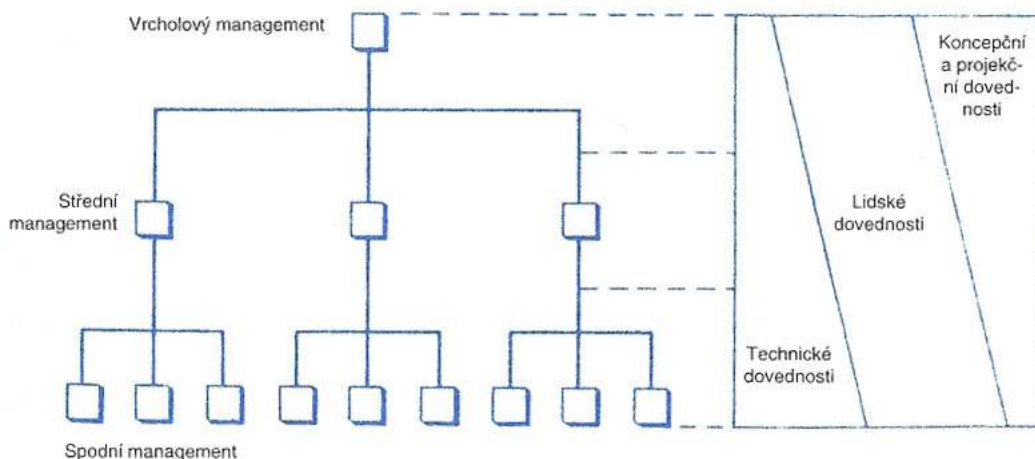 Vrcholový management
Koncepční
a projekč-
ní doved-
nosti
Střední
management
Lidské
dovednosti
Technické
dovednosti
Spodní management